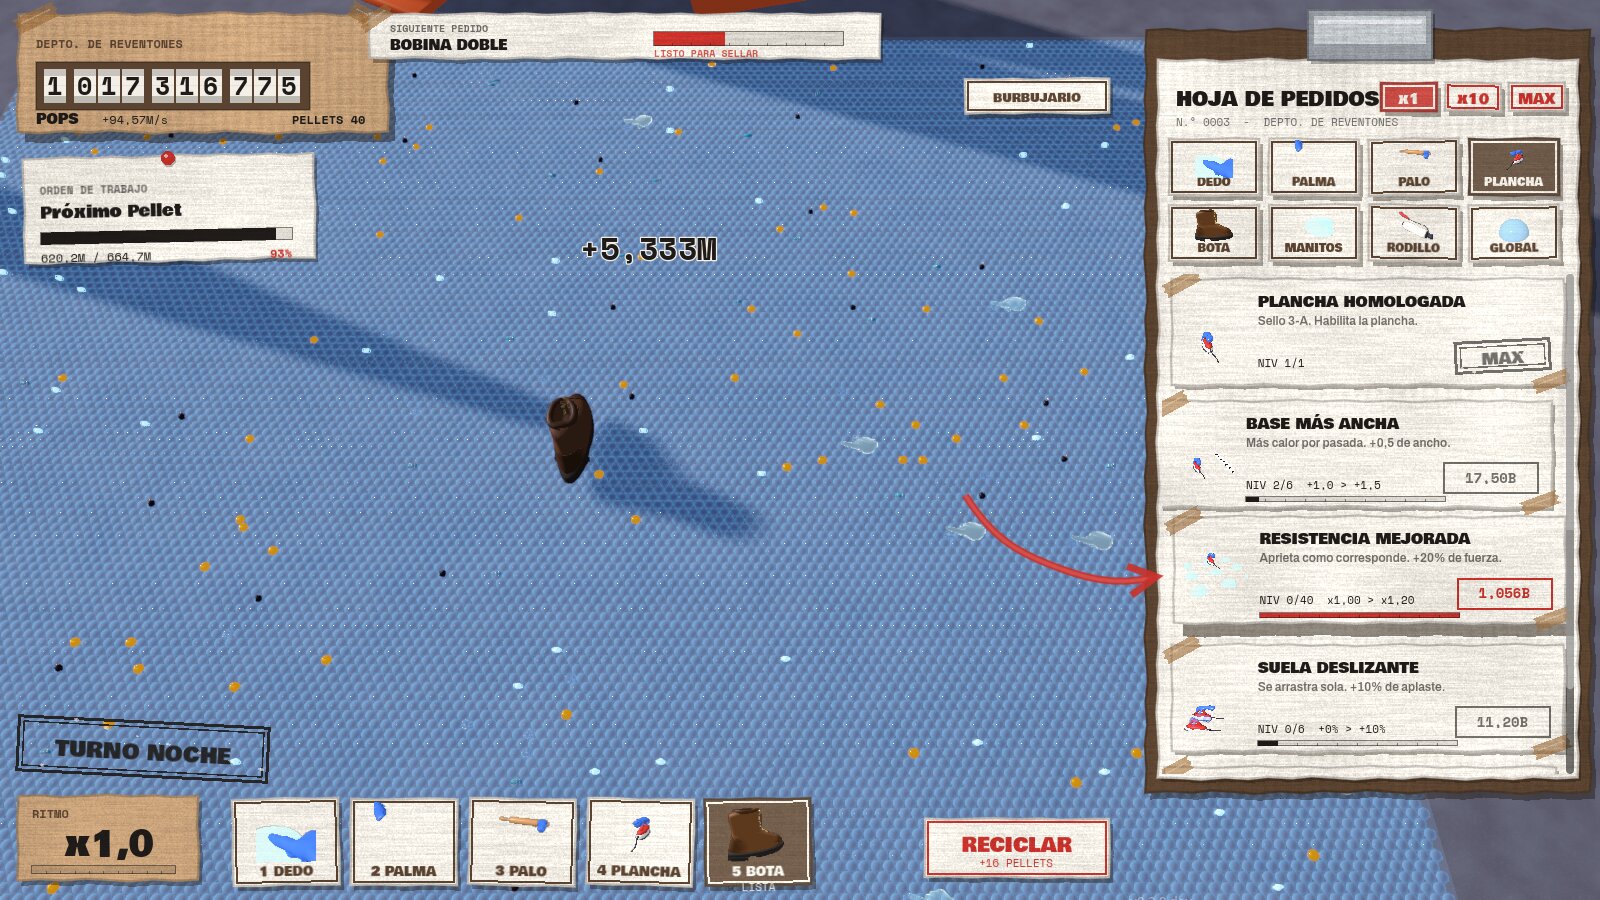 DEPTO. DE REVENTONES
1 017 316 775
POPS +94,57M/s PELLETS 40
SIGUIENTE PEDIDO
BOBINA DOBLE
LISTO PARA SELLAR
BURBUJARIO
ORDEN DE TRABAJO
Próximo Pellet
620,2M / 664,7M 93%
+5,333M
HOJA DE PEDIDOS x1 x10 MAX
N.° 0003 - DEPTO. DE REVENTONES
DEDO PALMA PALO PLANCHA
BOTA MANITOS RODILLO GLOBAL
PLANCHA HOMOLOGADA
Sello 3-A. Habilita la plancha.
NIV 1/1 MAX
BASE MÁS ANCHA
Más calor por pasada. +0,5 de ancho.
NIV 2/6 +1,0 > +1,5 17,50B
RESISTENCIA MEJORADA
Aprieta como corresponde. +20% de fuerza.
NIV 0/40 x1,00 > x1,20 1,056B
SUELA DESLIZANTE
Se arrastra sola. +10% de aplaste.
NIV 0/6 +0% > +10% 11,20B
TURNO NOCHE
RITMO
x1,0
1 DEDO 2 PALMA 3 PALO 4 PLANCHA 5 BOTA
LISTA
RECICLAR
+16 PELLETS